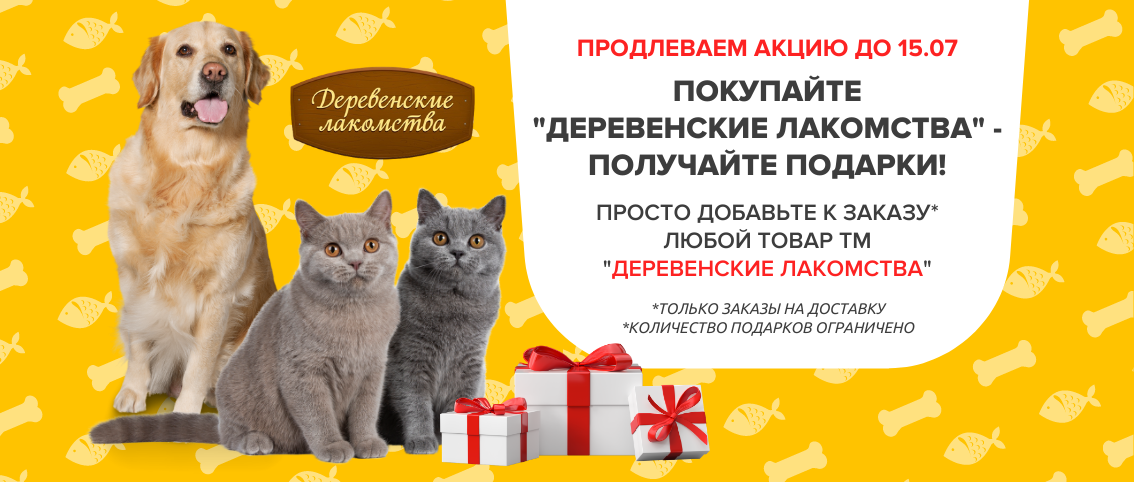 Деревенские
лакомства
ПРОДЛЕВАЕМ АКЦИЮ ДО 15.07
ПОКУПАЙТЕ
"ДЕРЕВЕНСКИЕ ЛАКОМСТВА" -
ПОЛУЧАЙТЕ ПОДАРКИ!
ПРОСТО ДОБАВЬТЕ К ЗАКАЗУ*
ЛЮБОЙ ТОВАР ТМ
"ДЕРЕВЕНСКИЕ ЛАКОМСТВА"
*ТОЛЬКО ЗАКАЗЫ НА ДОСТАВКУ
*КОЛИЧЕСТВО ПОДАРКОВ ОГРАНИЧЕНО